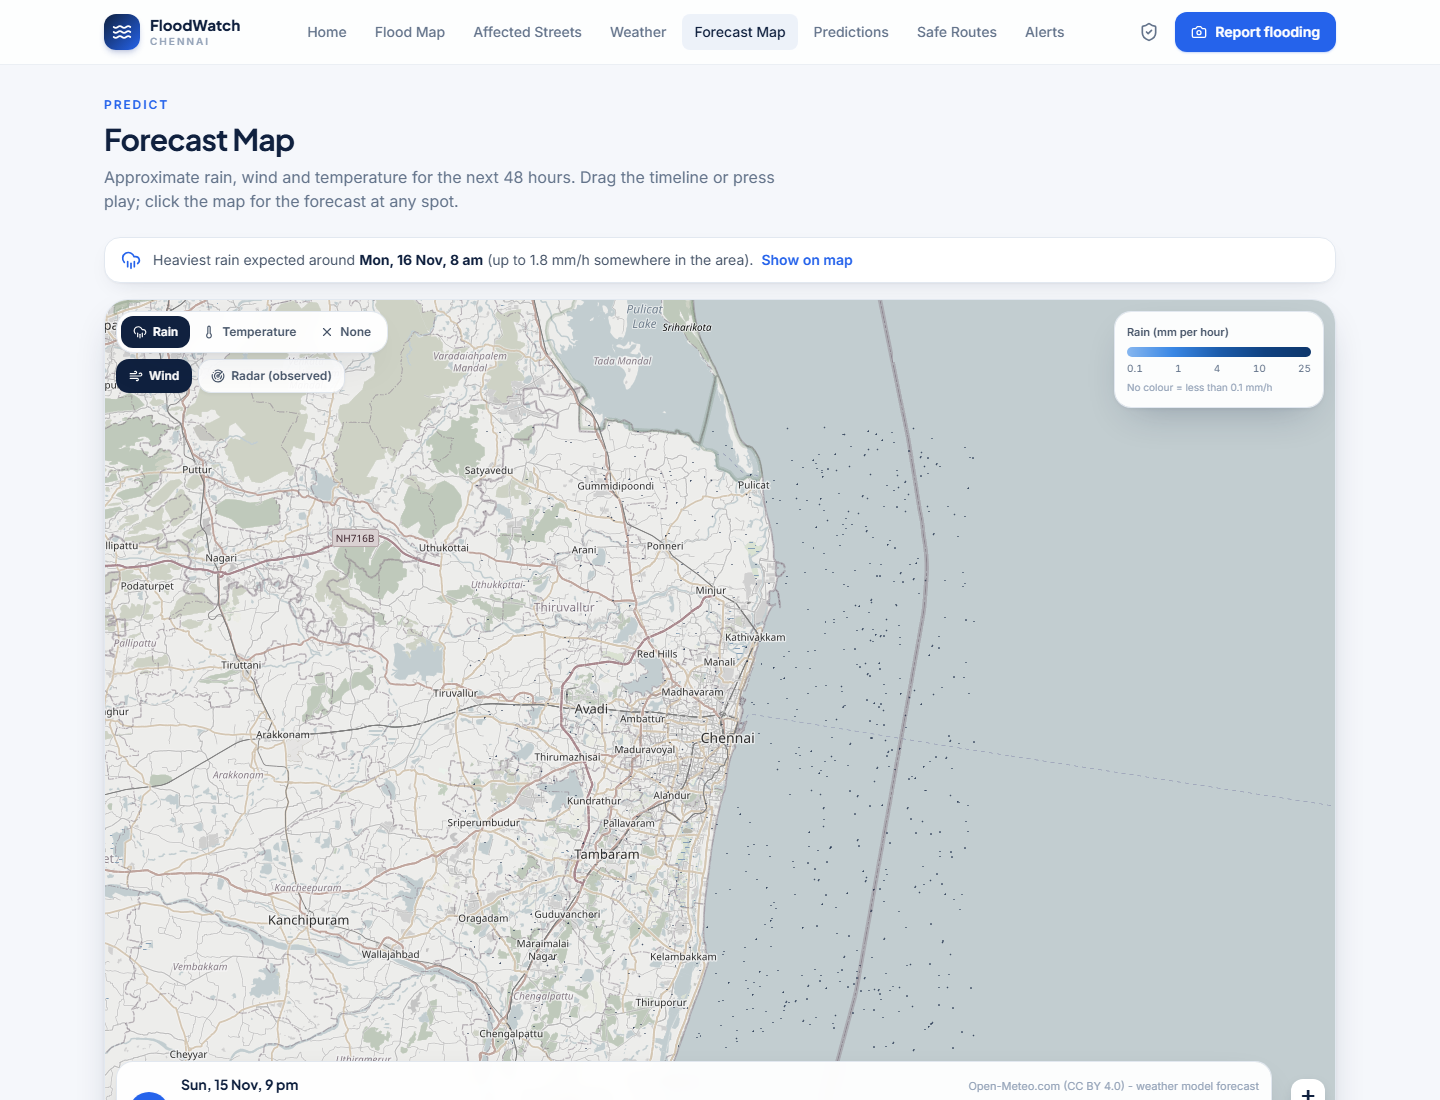 FloodWatch
CHENNAI
Home
Flood Map
Affected Streets
Weather
Forecast Map
Predictions
Safe Routes
Alerts
Report flooding
PREDICT
Forecast Map
Approximate rain, wind and temperature for the next 48 hours. Drag the timeline or press
play; click the map for the forecast at any spot.
Heaviest rain expected around Mon, 16 Nov, 8 am (up to 1.8 mm/h somewhere in the area). Show on map
Rain
Temperature
None
Wind
Radar (observed)
Rain (mm per hour)
0.1 1 4 10 25
No colour = less than 0.1 mm/h
Pulicat
Lake
Sriharikota
Varadaiahpalem
Mandal
Tada Mandal
Puttur
Satyavedu
Gummidipoondi
Pulicat
NH716B
llipattu
Nagari
Uthukottai
Arani
Ponneri
Podaturpet
Uthukkottai
Minjur
Thiruvallur
Pallipattu
Kathivakkam
Red Hills
Manali
Tiruttani
Tiruvallur
Madhavaram
ghur
Avadi
Ambattur
Arakkonam
Chennai
Maduravoyal
Thirumazhisai
Arakkonam
Kundrathur
Alandur
Sriperumbudur
Pallavaram
Tambaram
Kancheepuram
Kanchipuram
Oragadam
Guduvancheri
Maraimalai
Nagar
Wallajahbad
Kelambakkam
Vembakkam
Chengalpattu
Thiruporur
Chengalpattu
Cheyyar
Uthiramerur
Sun, 15 Nov, 9 pm
Open-Meteo.com (CC BY 4.0) - weather model forecast
+